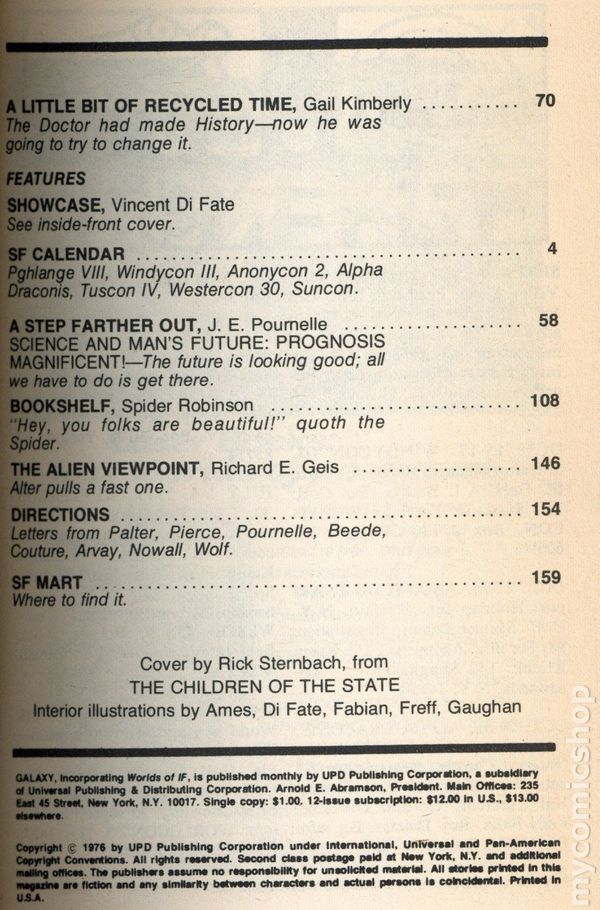 A LITTLE BIT OF RECYCLED TIME, Gail Kimberly ........... 70
The Doctor had made History—now he was
going to try to change it.
FEATURES
SHOWCASE, Vincent Di Fate
See inside-front cover.
SF CALENDAR ............................................. 4
Pghlange VIII, Windycon III, Anonycon 2, Alpha
Draconis, Tuscon IV, Westercon 30, Suncon.
A STEP FARTHER OUT, J. E. Pournelle ..................... 58
SCIENCE AND MAN'S FUTURE: PROGNOSIS
MAGNIFICENT!—The future is looking good; all
we have to do is get there.
BOOKSHELF, Spider Robinson ............................. 108
"Hey, you folks are beautiful!" quoth the
Spider.
THE ALIEN VIEWPOINT, Richard E. Geis .................... 146
Alter pulls a fast one.
DIRECTIONS ............................................... 154
Letters from Palter, Pierce, Pournelle, Beede,
Couture, Arvay, Nowall, Wolf.
SF MART .................................................. 159
Where to find it.
Cover by Rick Sternbach, from
THE CHILDREN OF THE STATE
Interior illustrations by Ames, Di Fate, Fabian, Freff, Gaughan
GALAXY, Incorporating Worlds of IF, is published monthly by UPD Publishing Corporation, a subsidiary
of Universal Publishing & Distributing Corporation. Arnold E. Abramson, President. Main Offices: 235
East 45 Street, New York, N.Y. 10017. Single copy: $1.00. 12-issue subscription: $12.00 in U.S., $13.00
elsewhere.
Copyright © 1976 by UPD Publishing Corporation under International, Universal and Pan-American
Copyright Conventions. All rights reserved. Second class postage paid at New York, N.Y. and additional
mailing offices. The publishers assume no responsibility for unsolicited material. All stories printed in this
magazine are fiction and any similarity between characters and actual persons is coincidental. Printed in
U.S.A.
mycomicshop